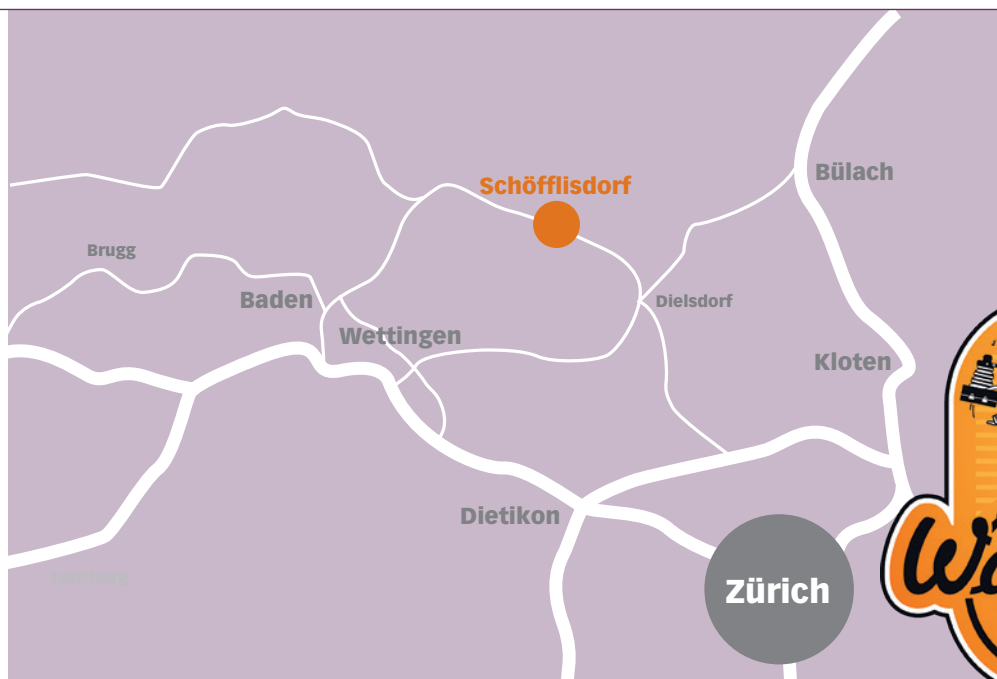 Bülach
Schöfflisdorf
Brugg
Baden
Dielsdorf
Wettingen
Kloten
Dietikon
Zürich